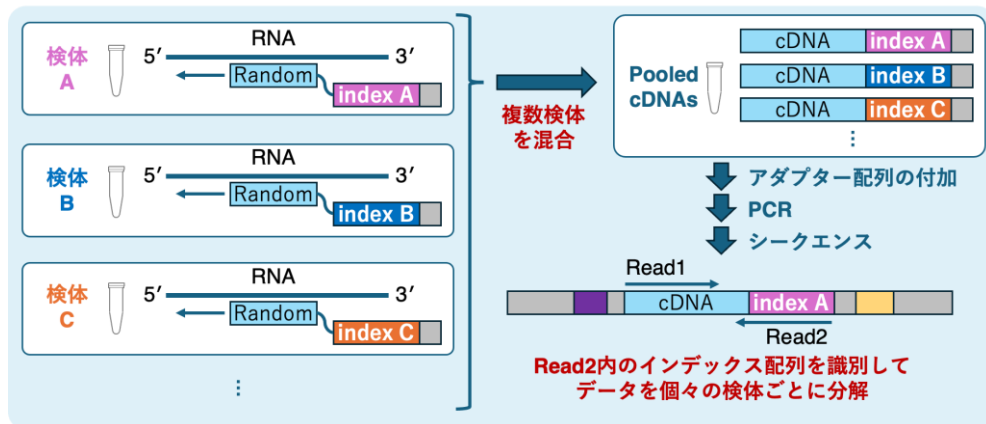 検体
A
RNA
5′
3′
Random
index A
検体
B
RNA
5′
3′
Random
index B
検体
C
RNA
5′
3′
Random
index C
⋮
複数検体
を混合
Pooled
cDNAs
cDNA index A
cDNA index B
cDNA index C
⋮
アダプター配列の付加
PCR
シークエンス
Read1
cDNA index A
Read2
Read2内のインデックス配列を識別して
データを個々の検体ごとに分解